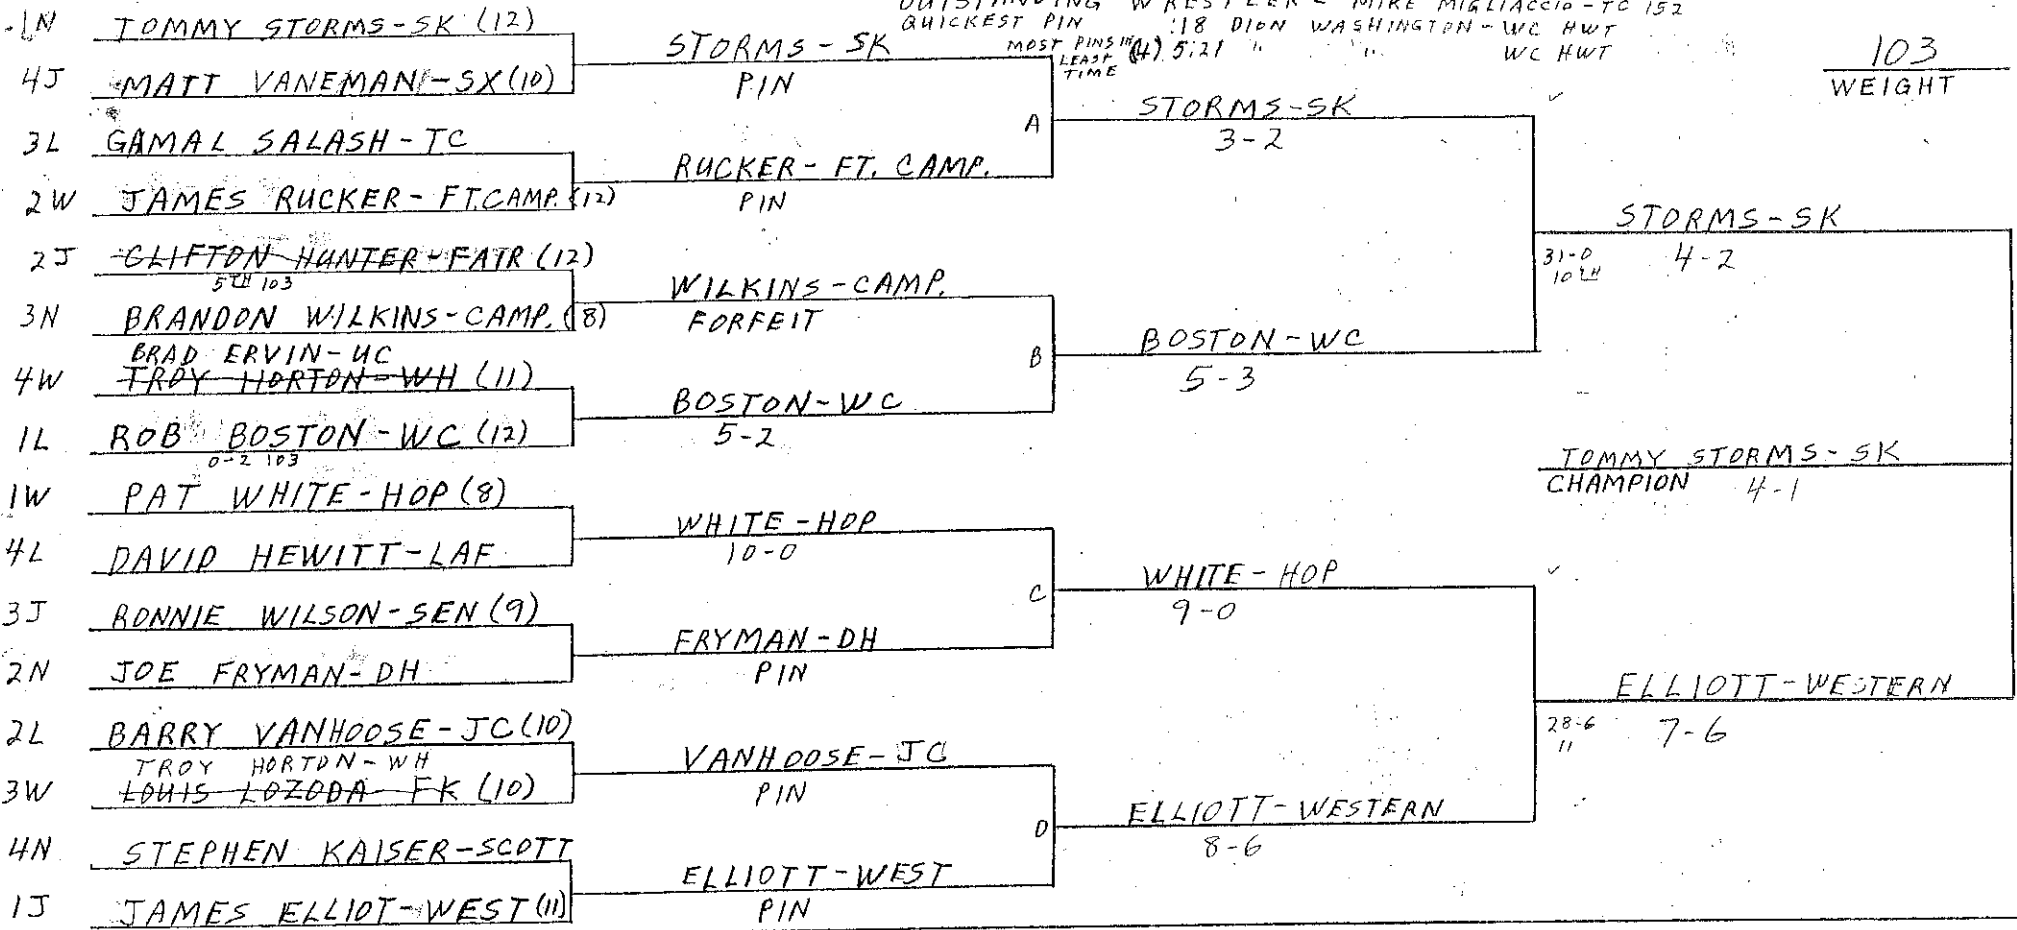 OUTSTANDING WRESTLER - MIKE MIGLIACCIO - TC 152
QUICKEST PIN :18 DION WASHINGTON - WC HWT
MOST PINS IN LEAST TIME (4) 5:21 " " WC HWT
103
WEIGHT
1N TOMMY STORMS-SK (12)
4J MATT VANEMAN-SX (10)
3L GAMAL SALASH-TC
2W JAMES RUCKER-FT.CAMP. (12)
2J CLIFTON HUNTER-FAIR (12)
5TH 103
3N BRANDON WILKINS-CAMP. (8)
BRAD ERVIN-UC
4W TROY HORTON-WH (11)
1L ROB BOSTON-WC (12)
0-2 103
1W PAT WHITE-HOP (8)
4L DAVID HEWITT-LAF
3J RONNIE WILSON-SEN (9)
2N JOE FRYMAN-DH
2L BARRY VANHOOSE-JC (10)
TROY HORTON-WH
3W LOUIS LOZODA-FK (10)
4N STEPHEN KAISER-SCOTT
1J JAMES ELLIOT-WEST (11)
STORMS-SK
PIN
RUCKER-FT. CAMP.
PIN
WILKINS-CAMP.
FORFEIT
BOSTON-WC
5-2
WHITE-HOP
10-0
FRYMAN-DH
PIN
VANHOOSE-JC
PIN
ELLIOTT-WEST
PIN
A
STORMS-SK
3-2
B
BOSTON-WC
5-3
C
WHITE-HOP
9-0
D
ELLIOTT-WESTERN
8-6
STORMS-SK
31-0
10TH
4-2
ELLIOTT-WESTERN
28-6
11
7-6
TOMMY STORMS-SK
CHAMPION 4-1